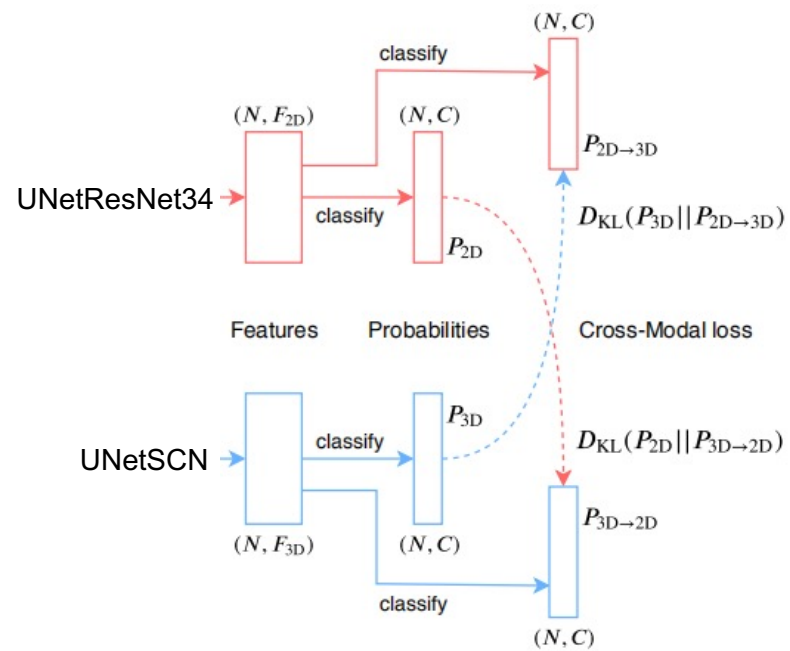 (N, C)
classify
(N, F2D)
(N, C)
P2D→3D
UNetResNet34
classify
DKL(P3D||P2D→3D)
P2D
Features
Probabilities
Cross-Modal loss
P3D
classify
DKL(P2D||P3D→2D)
UNetSCN
P3D→2D
(N, F3D)
(N, C)
classify
(N, C)